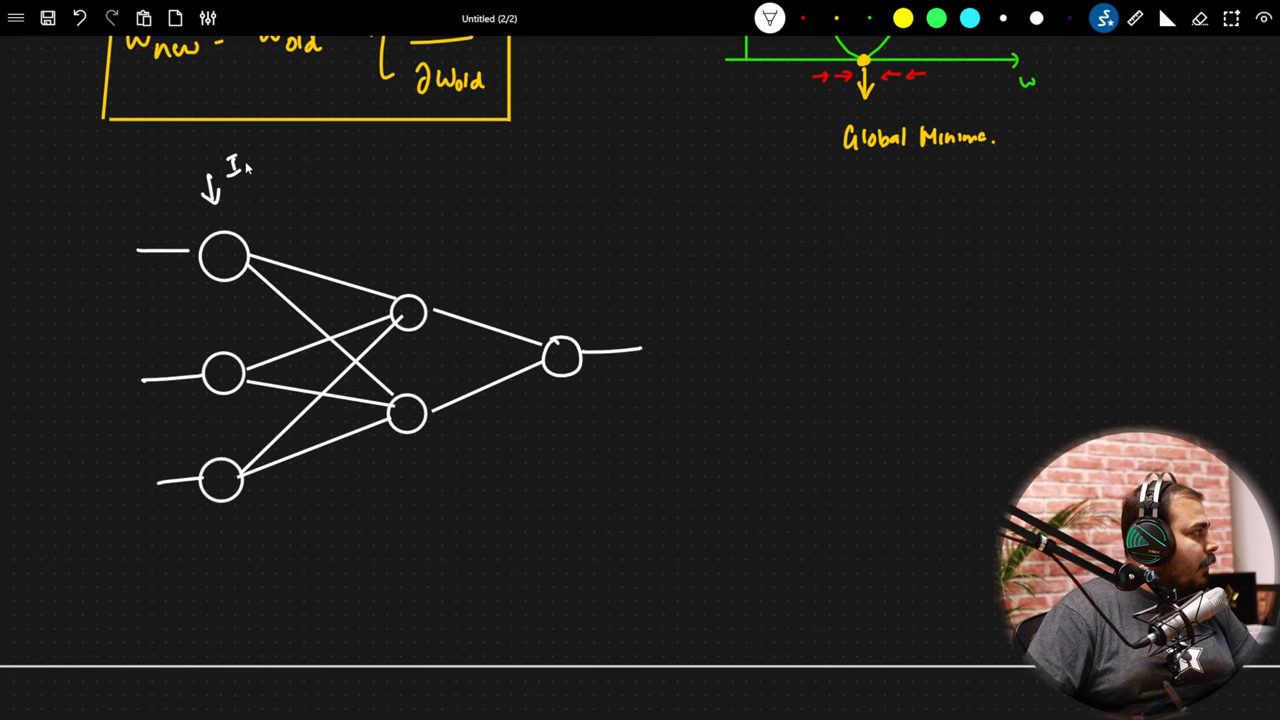 Untitled (2/2)
Wnew = Wold
∂Wold
w
Global Minima.
I